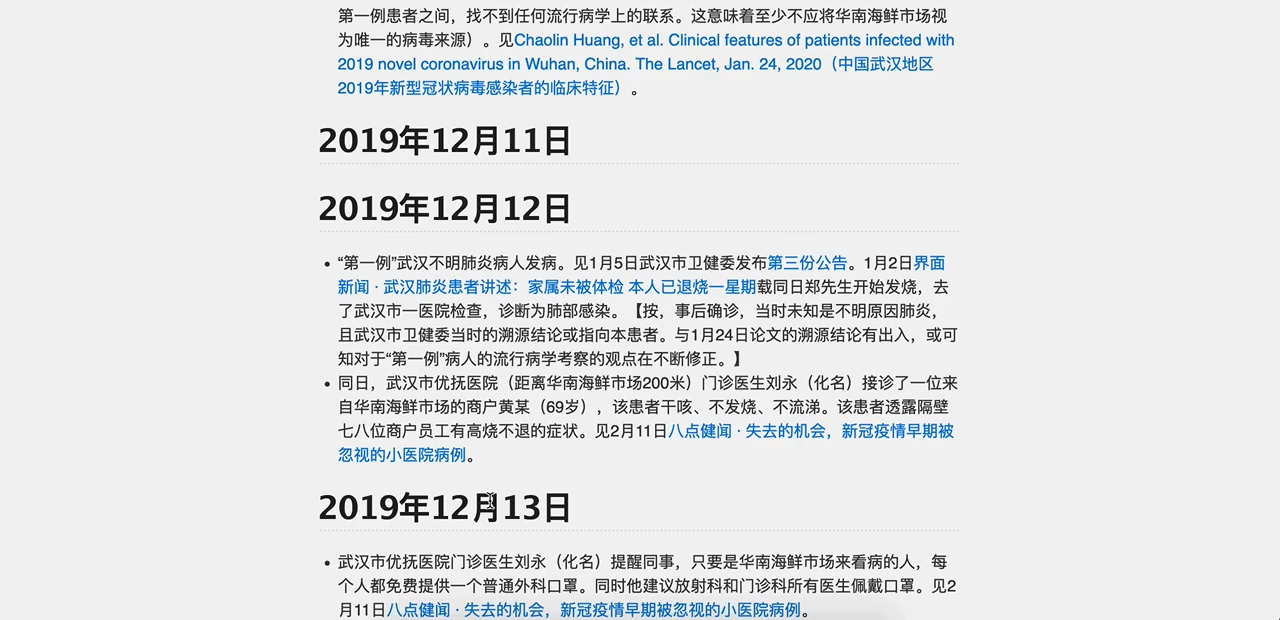 第一例患者之间，找不到任何流行病学上的联系。这意味着至少不应将华南海鲜市场视
为唯一的病毒来源）。见Chaolin Huang, et al. Clinical features of patients infected with
2019 novel coronavirus in Wuhan, China. The Lancet, Jan. 24, 2020（中国武汉地区
2019年新型冠状病毒感染者的临床特征）。
2019年12月11日
2019年12月12日
• “第一例”武汉不明肺炎病人发病。见1月5日武汉市卫健委发布第三份公告。1月2日界面
新闻 · 武汉肺炎患者讲述：家属未被体检 本人已退烧一星期载同日郑先生开始发烧，去
了武汉市一医院检查，诊断为肺部感染。【按，事后确诊，当时未知是不明原因肺炎，
且武汉市卫健委当时的溯源结论或指向本患者。与1月24日论文的溯源结论有出入，或可
知对于“第一例”病人的流行病学考察的观点在不断修正。】
• 同日，武汉市优抚医院（距离华南海鲜市场200米）门诊医生刘永（化名）接诊了一位来
自华南海鲜市场的商户黄某（69岁），该患者干咳、不发烧、不流涕。该患者透露隔壁
七八位商户员工有高烧不退的症状。见2月11日八点健闻 · 失去的机会，新冠疫情早期被
忽视的小医院病例。
2019年12月13日
• 武汉市优抚医院门诊医生刘永（化名）提醒同事，只要是华南海鲜市场来看病的人，每
个人都免费提供一个普通外科口罩。同时他建议放射科和门诊科所有医生佩戴口罩。见2
月11日八点健闻 · 失去的机会，新冠疫情早期被忽视的小医院病例。